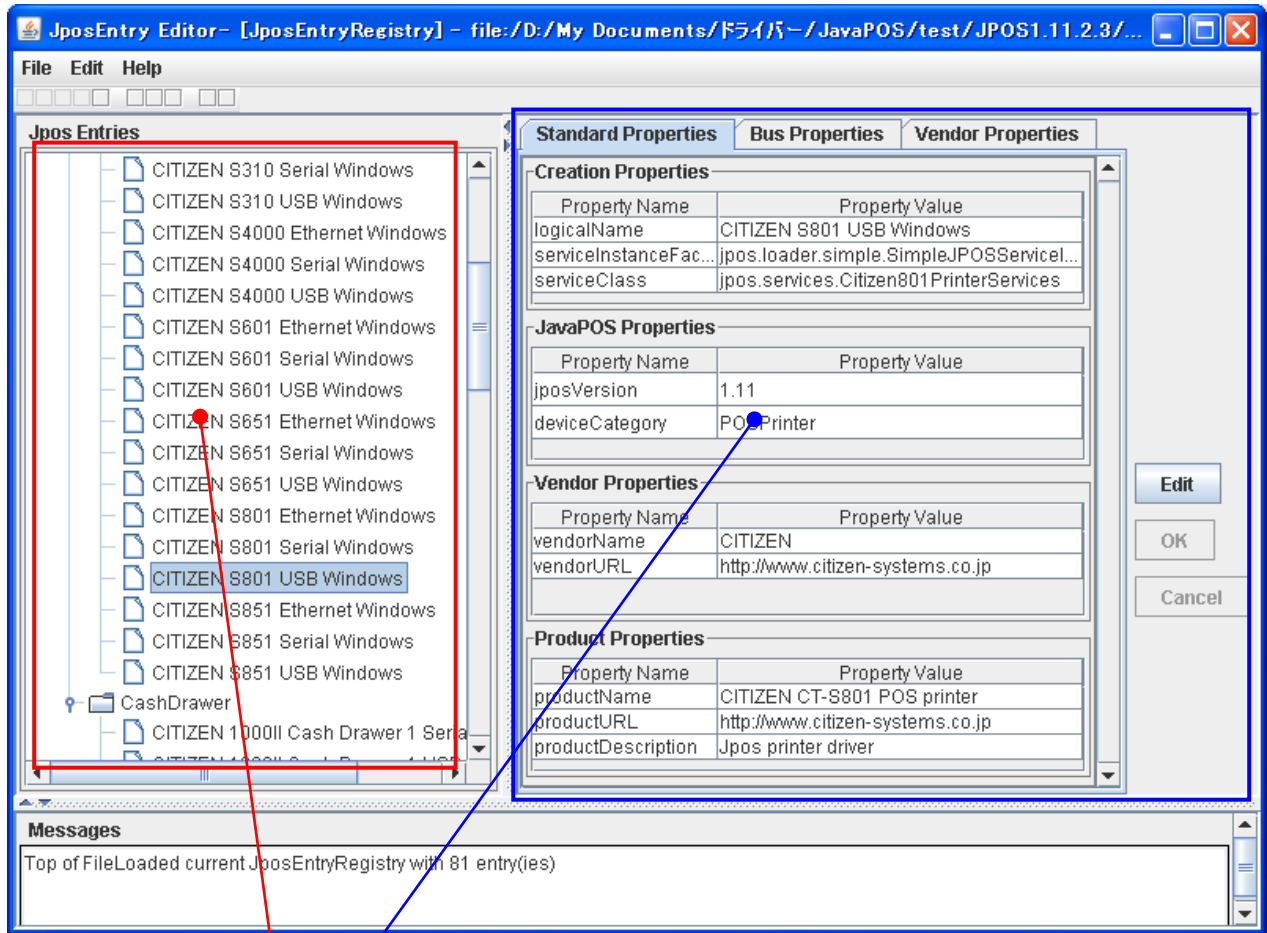 JposEntry Editor- [JposEntryRegistry] - file:/D:/My Documents/ドライバー/JavaPOS/test/JPOS1.11.2.3/...
File Edit Help
Jpos Entries
CITIZEN S310 Serial Windows
CITIZEN S310 USB Windows
CITIZEN S4000 Ethernet Windows
CITIZEN S4000 Serial Windows
CITIZEN S4000 USB Windows
CITIZEN S601 Ethernet Windows
CITIZEN S601 Serial Windows
CITIZEN S601 USB Windows
CITIZEN S651 Ethernet Windows
CITIZEN S651 Serial Windows
CITIZEN S651 USB Windows
CITIZEN S801 Ethernet Windows
CITIZEN S801 Serial Windows
CITIZEN S801 USB Windows
CITIZEN S851 Ethernet Windows
CITIZEN S851 Serial Windows
CITIZEN S851 USB Windows
CashDrawer
CITIZEN 1000II Cash Drawer 1 Seria
Standard Properties Bus Properties Vendor Properties
Creation Properties
Property Name Property Value
logicalName CITIZEN S801 USB Windows
serviceInstanceFac... jpos.loader.simple.SimpleJPOSServiceI...
serviceClass jpos.services.Citizen801PrinterServices
JavaPOS Properties
Property Name Property Value
jposVersion 1.11
deviceCategory POSPrinter
Vendor Properties
Property Name Property Value
vendorName CITIZEN
vendorURL http://www.citizen-systems.co.jp
Product Properties
Property Name Property Value
productName CITIZEN CT-S801 POS printer
productURL http://www.citizen-systems.co.jp
productDescription Jpos printer driver
Edit
OK
Cancel
Messages
Top of FileLoaded current JposEntryRegistry with 81 entry(ies)